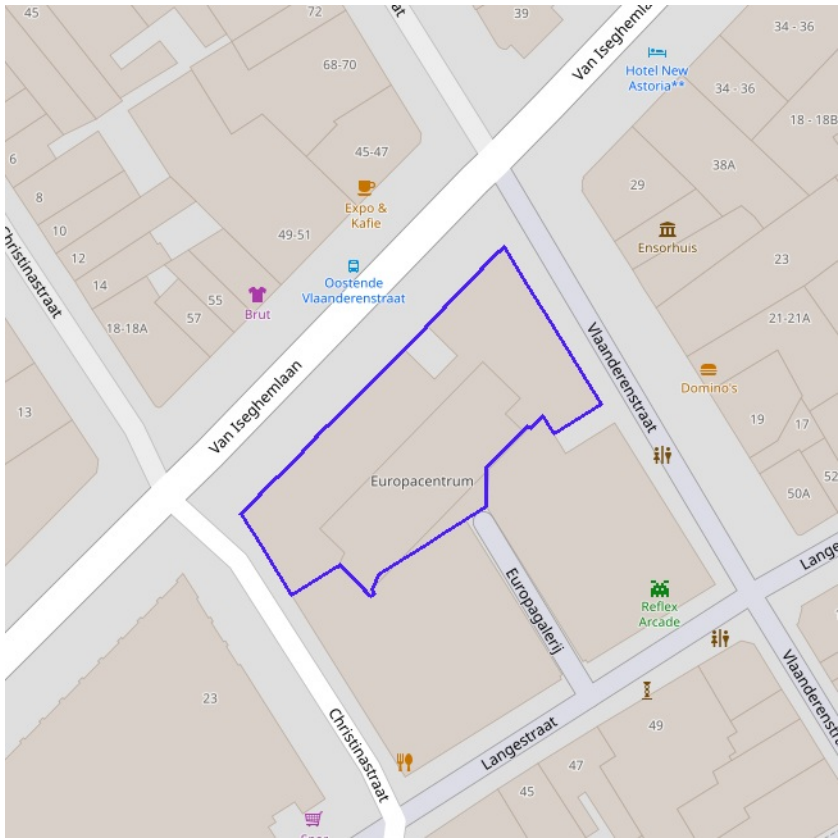 45
72
39
34 - 36
68-70
Van Iseghemla
Hotel New
Astoria**
34 - 36
18 - 18B
45-47
6
38A
8
29
Expo &
Kafie
10
49-51
Ensorhuis
12
Christinastraat
23
14
Oostende
Vlaanderenstraat
55
57
Brut
18-18A
21-21A
Vlaanderenstraat
Domino's
13
Van Iseghemlaan
19
17
Europacentrum
52
50A
Lange
Europagalerij
Reflex
Arcade
23
Vlaanderenstraat
49
Christinastraat
Langestraat
47
45